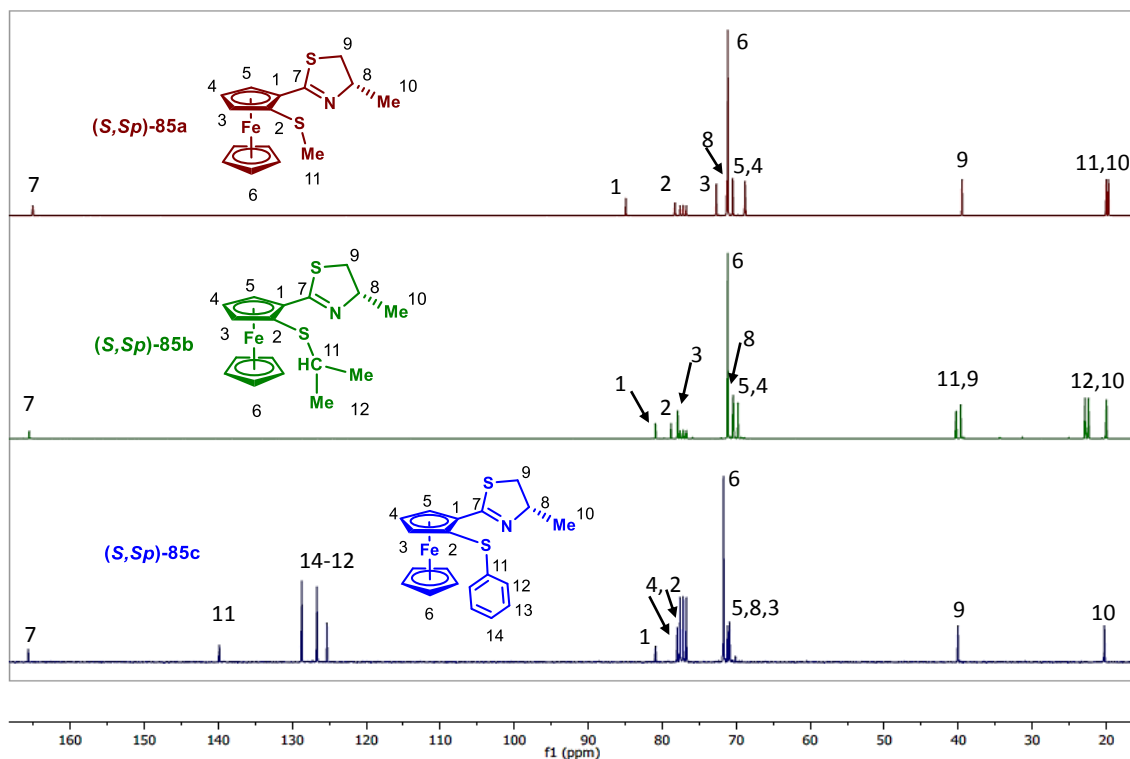 9
S
5
1
7
8
10
4
N
Me
3
Fe
2
S
(S,Sp)-85a
Me
6
11
7
1
2
3
8
6
5,4
9
11,10
9
S
5
1
7
8
10
4
N
Me
3
Fe
2
S
(S,Sp)-85b
11
HC
Me
6
Me
12
7
1
2
3
6
8
5,4
11,9
12,10
9
S
5
1
7
8
10
4
N
Me
3
Fe
2
S
(S,Sp)-85c
11
12
6
13
14
7
11
14-12
1
4, 2
6
5,8,3
9
10
160 150 140 130 120 110 100 90 80 70 60 50 40 30 20
f1 (ppm)